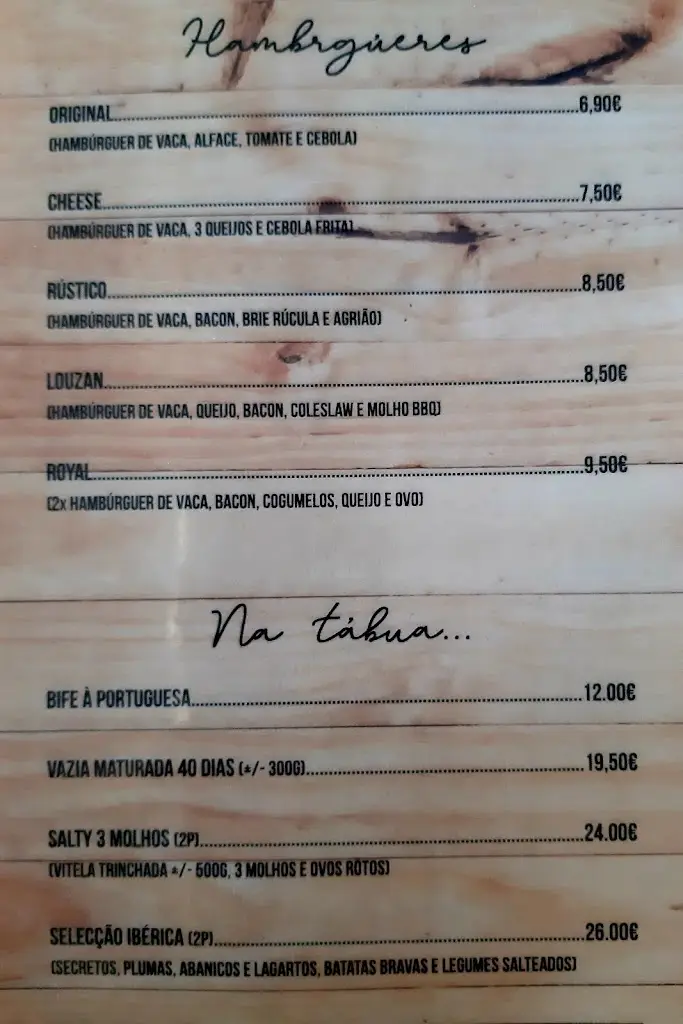 Hambrgúeres
ORIGINAL......6,90€
(HAMBÚRGUER DE VACA, ALFACE, TOMATE E CEBOLA)
CHEESE......7,50€
(HAMBÚRGUER DE VACA, 3 QUEIJOS E CEBOLA FRITA)
RÚSTICO......8,50€
(HAMBÚRGUER DE VACA, BACON, BRIE RÚCULA E AGRIÃO)
LOUZAN......8,50€
(HAMBÚRGUER DE VACA, QUEIJO, BACON, COLESLAW E MOLHO BBQ)
ROYAL......9,50€
(2x HAMBÚRGUER DE VACA, BACON, COGUMELOS, QUEIJO E OVO)
Na tábua...
BIFE À PORTUGUESA......12.00€
VAZIA MATURADA 40 DIAS (+/- 300G)......19,50€
SALTY 3 MOLHOS (2P)......24.00€
(VITELA TRINCHADA +/- 500G, 3 MOLHOS E OVOS RÔTOS)
SELECÇÃO IBÉRICA (2P)......26.00€
(SECRETOS, PLUMAS, ABANICOS E LAGARTOS, BATATAS BRAVAS E LEGUMES SALTEADOS)